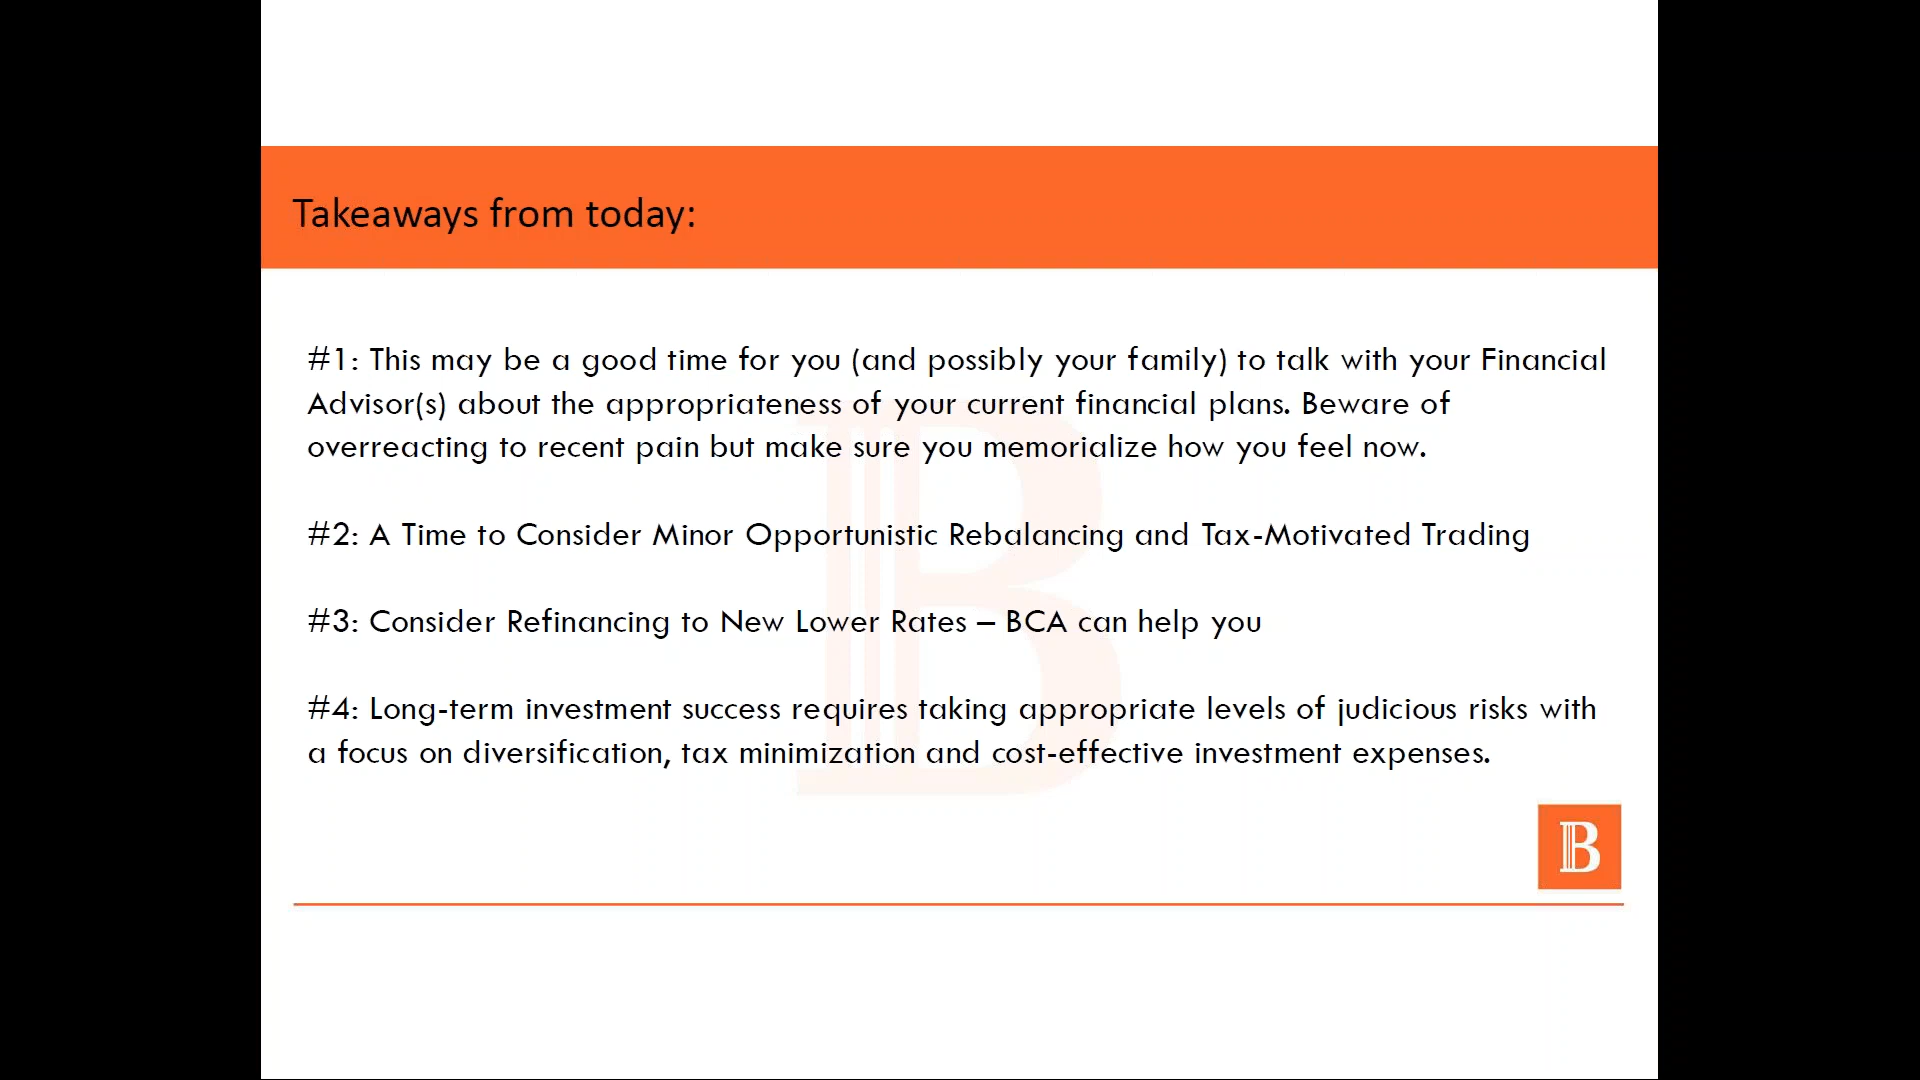 Takeaways from today:
#1: This may be a good time for you (and possibly your family) to talk with your Financial
Advisor(s) about the appropriateness of your current financial plans. Beware of
overreacting to recent pain but make sure you memorialize how you feel now.
#2: A Time to Consider Minor Opportunistic Rebalancing and Tax-Motivated Trading
#3: Consider Refinancing to New Lower Rates – BCA can help you
#4: Long-term investment success requires taking appropriate levels of judicious risks with
a focus on diversification, tax minimization and cost-effective investment expenses.
B